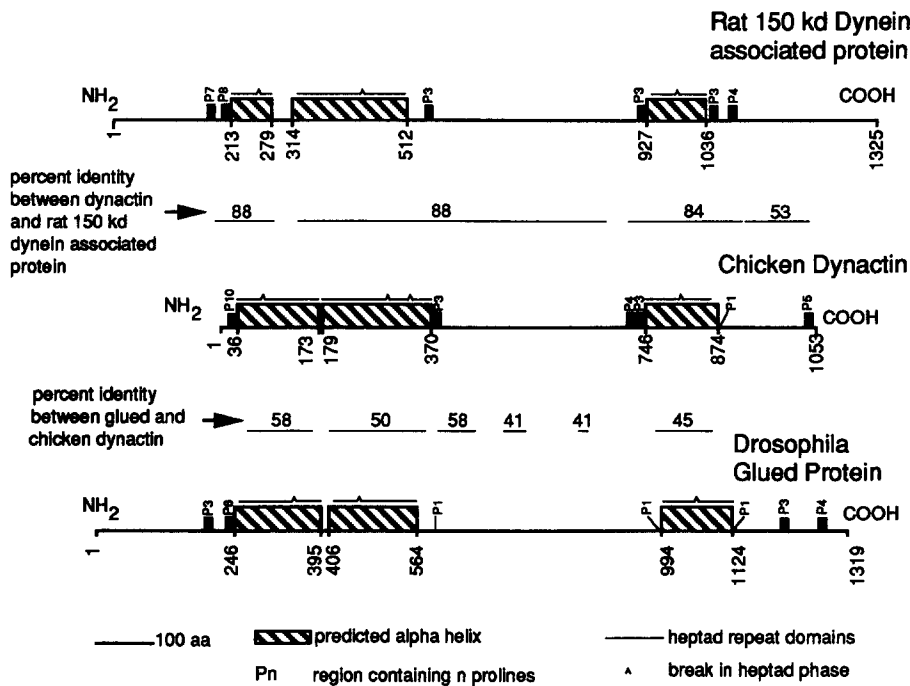 Rat 150 kd Dynein
associated protein
NH2 P7 P8 P3 P3 P3 P4 COOH
1 213 279 314 512 927 1036 1325
percent identity
between dynactin
and rat 150 kd
dynein associated
protein
88 88 84 53
Chicken Dynactin
NH2 P10 P3 P4 P3 P1 P5 COOH
1 36 173 179 370 746 874 1053
percent identity
between glued and
chicken dynactin
58 50 58 41 41 45
Drosophila
Glued Protein
NH2 P3 P6 P1 P1 P1 P3 P4 COOH
1 246 395 406 564 994 1124 1319
100 aa predicted alpha helix heptad repeat domains
Pn region containing n prolines ^ break in heptad phase